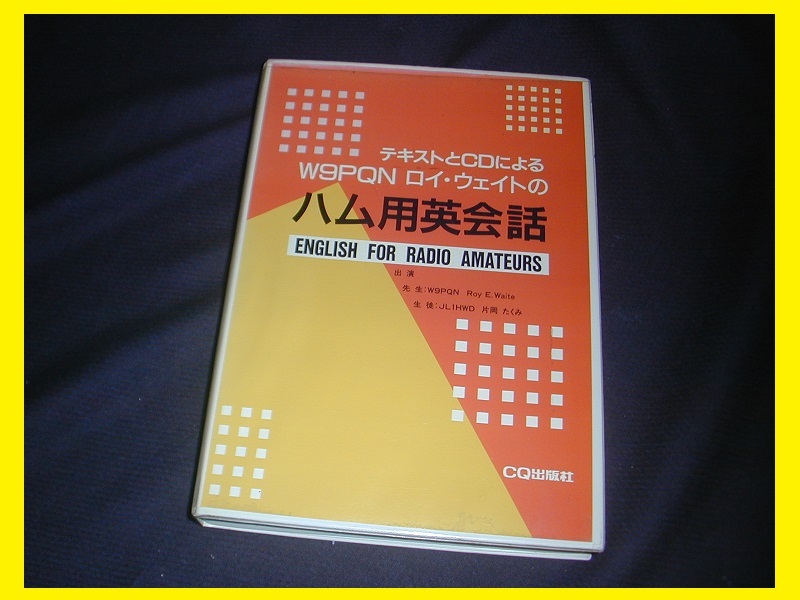 テキストとCDによる
W9PQN ロイ・ウェイトの
ハム用英会話
ENGLISH FOR RADIO AMATEURS
出演
先生:W9PQN Roy E.Waite
生徒:JL1HWD 片岡 たくみ
CQ出版社